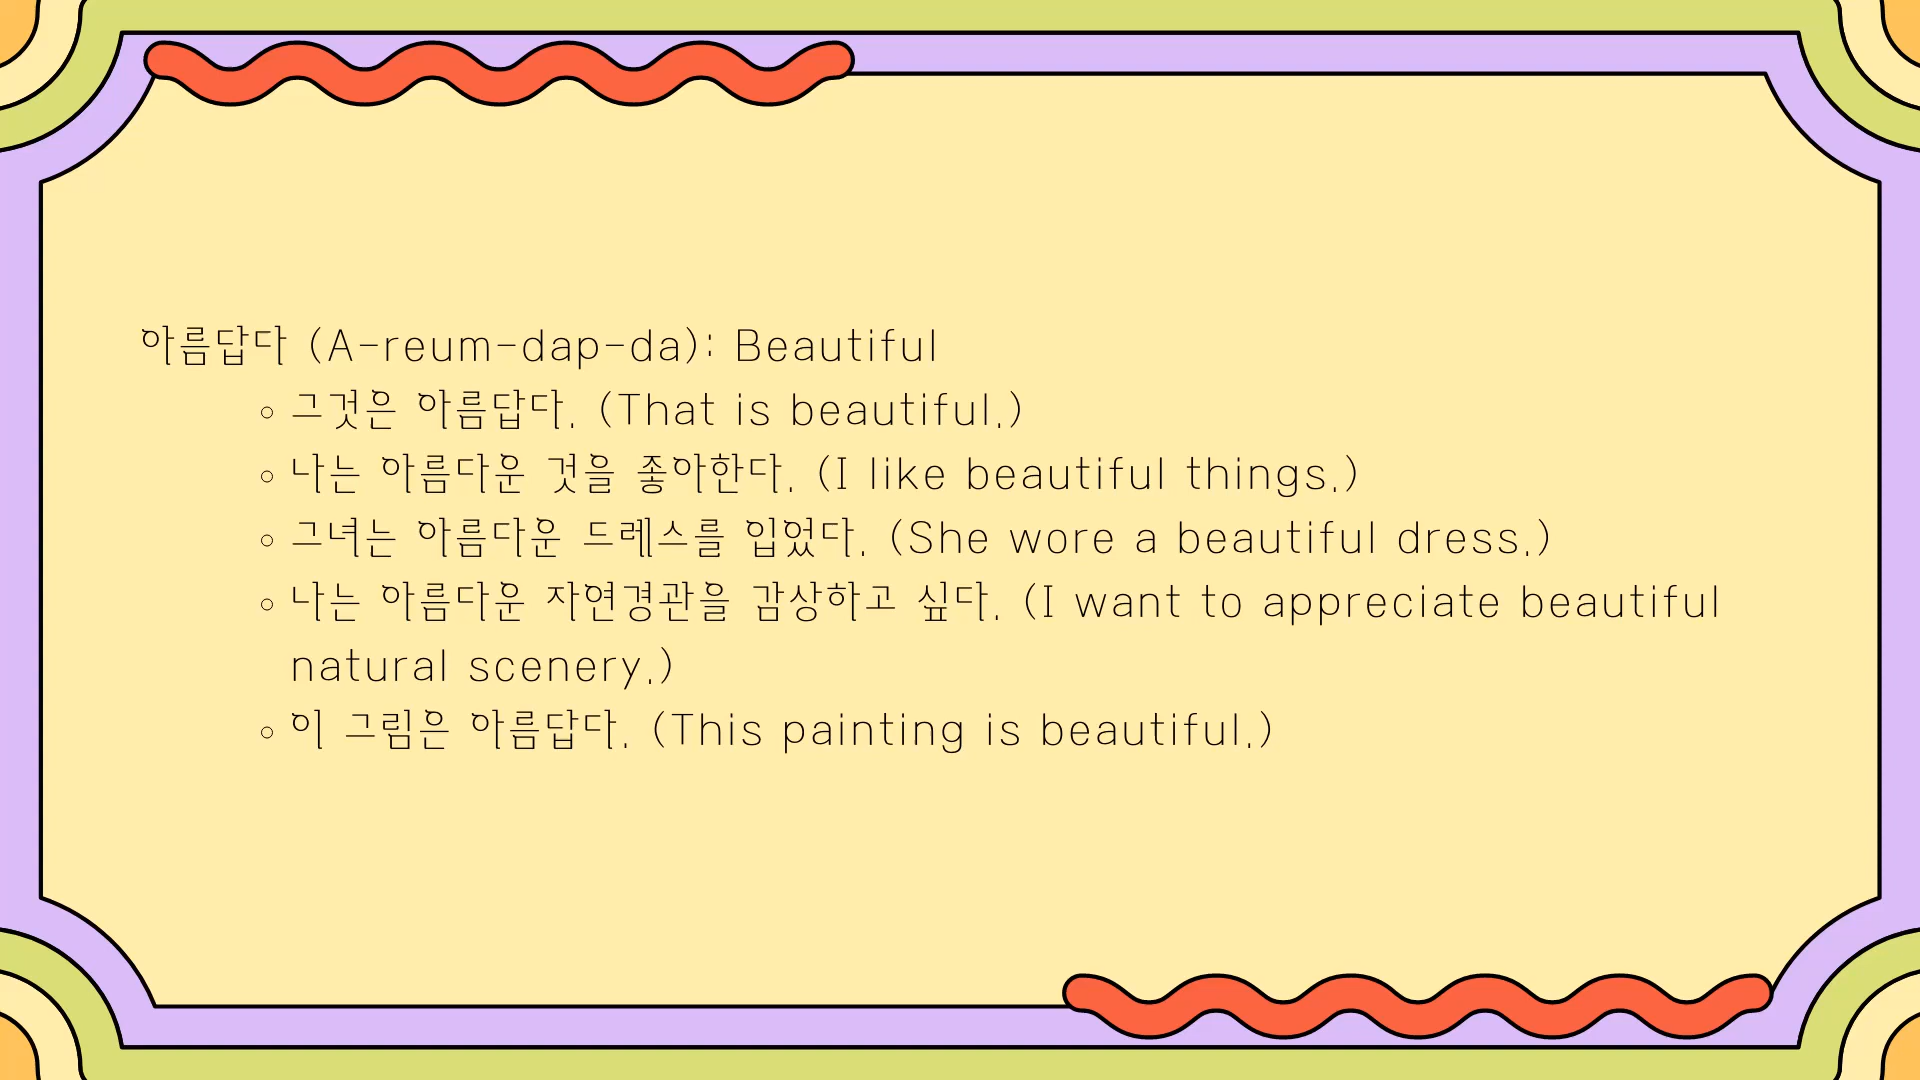 아름답다 (A-reum-dap-da): Beautiful
그것은 아름답다. (That is beautiful.)
나는 아름다운 것을 좋아한다. (I like beautiful things.)
그녀는 아름다운 드레스를 입었다. (She wore a beautiful dress.)
나는 아름다운 자연경관을 감상하고 싶다. (I want to appreciate beautiful
natural scenery.)
이 그림은 아름답다. (This painting is beautiful.)